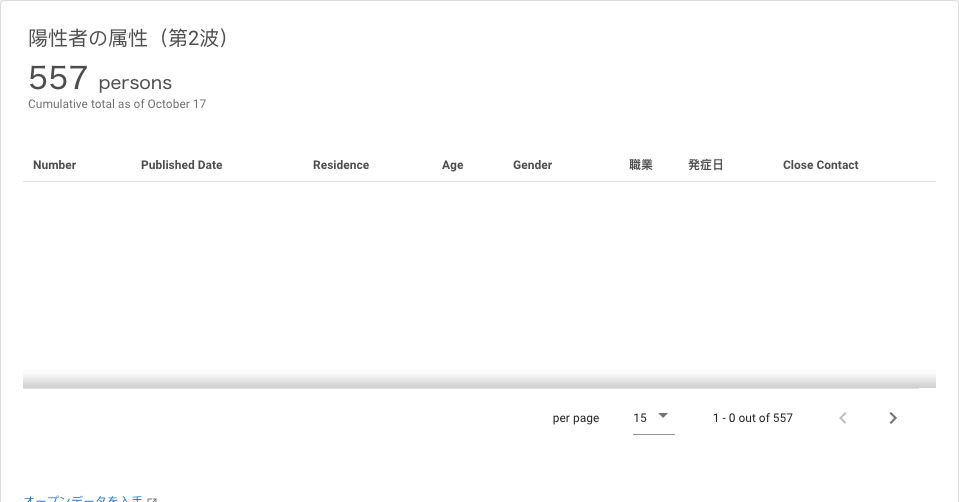 陽性者の属性（第2波）
557 persons
Cumulative total as of October 17
Number Published Date Residence Age Gender 職業 発症日 Close Contact
per page 15 1 - 0 out of 557
オープンデータを入手